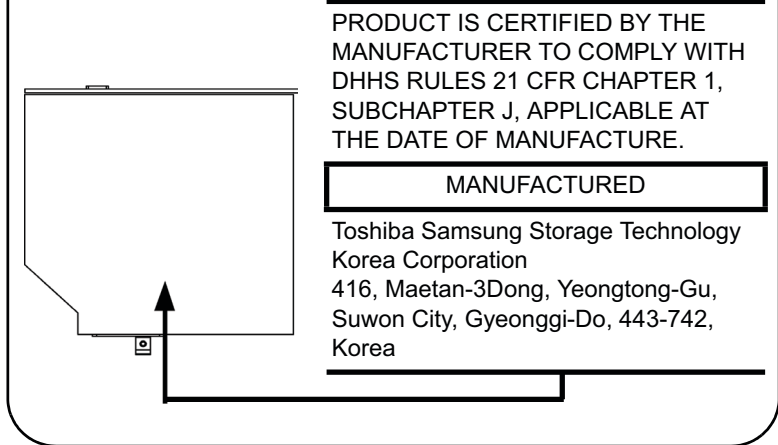 PRODUCT IS CERTIFIED BY THE
MANUFACTURER TO COMPLY WITH
DHHS RULES 21 CFR CHAPTER 1,
SUBCHAPTER J, APPLICABLE AT
THE DATE OF MANUFACTURE.
MANUFACTURED
Toshiba Samsung Storage Technology
Korea Corporation
416, Maetan-3Dong, Yeongtong-Gu,
Suwon City, Gyeonggi-Do, 443-742,
Korea